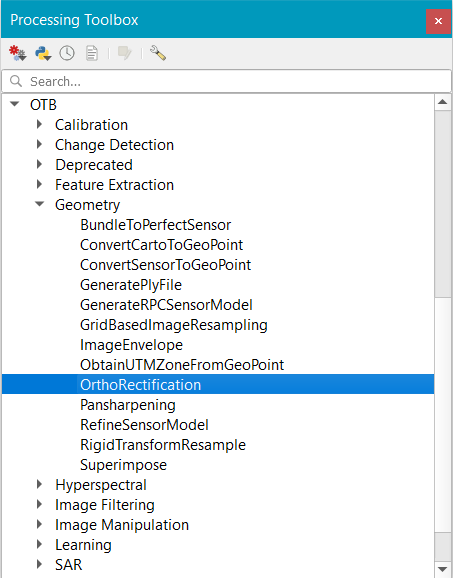 Processing Toolbox
Search...
OTB
Calibration
Change Detection
Deprecated
Feature Extraction
Geometry
BundleToPerfectSensor
ConvertCartoToGeoPoint
ConvertSensorToGeoPoint
GeneratePlyFile
GenerateRPCSensorModel
GridBasedImageResampling
ImageEnvelope
ObtainUTMZoneFromGeoPoint
OrthoRectification
Pansharpening
RefineSensorModel
RigidTransformResample
Superimpose
Hyperspectral
Image Filtering
Image Manipulation
Learning
SAR